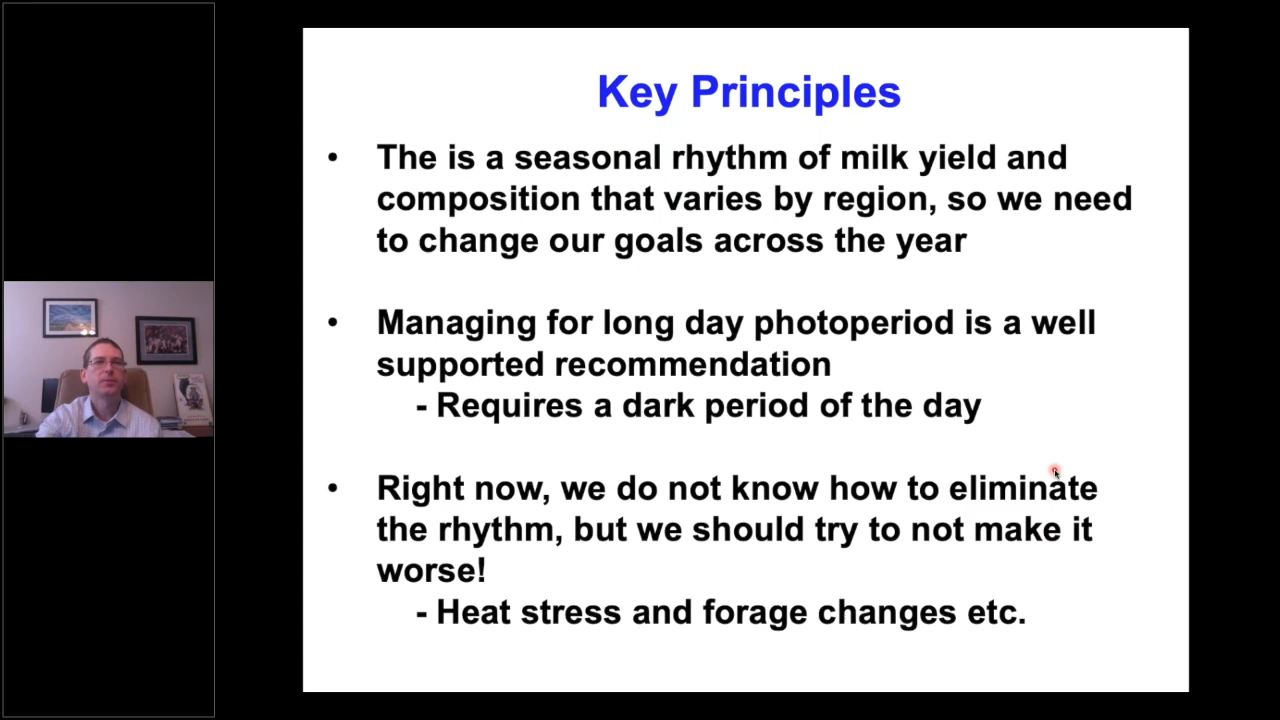 Key Principles
• The is a seasonal rhythm of milk yield and
composition that varies by region, so we need
to change our goals across the year
• Managing for long day photoperiod is a well
supported recommendation
- Requires a dark period of the day
• Right now, we do not know how to eliminate
the rhythm, but we should try to not make it
worse!
- Heat stress and forage changes etc.